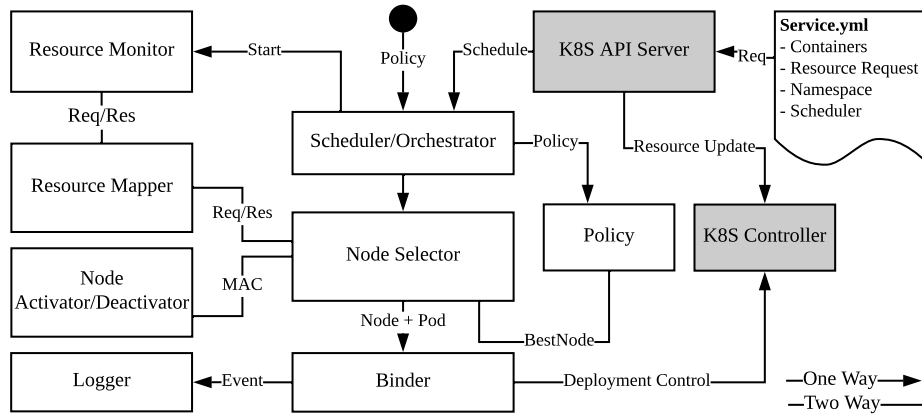 Resource Monitor
Start
Policy
Schedule
K8S API Server
Req
Service.yml
- Containers
- Resource Request
- Namespace
- Scheduler
Req/Res
Scheduler/Orchestrator
Policy
Resource Update
Resource Mapper
Req/Res
Node Selector
Policy
K8S Controller
Node
Activator/Deactivator
MAC
Node + Pod
BestNode
Logger
Event
Binder
Deployment Control
One Way
Two Way